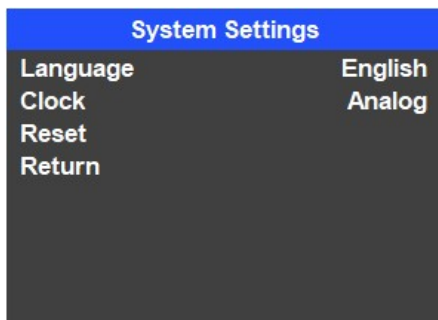 System Settings
Language English
Clock Analog
Reset
Return